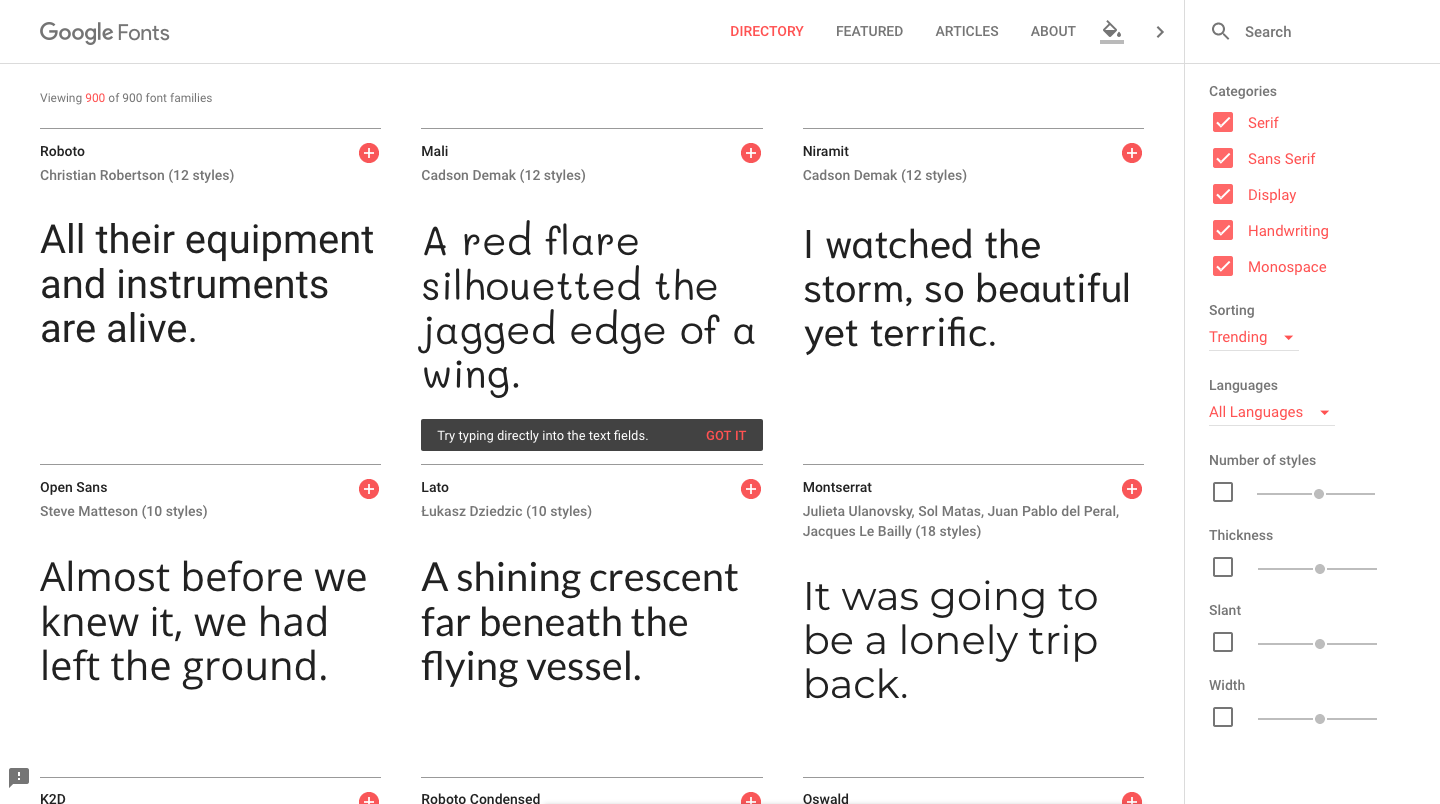 Google Fonts
DIRECTORY
FEATURED
ARTICLES
ABOUT
Search
Viewing 900 of 900 font families
Roboto
Christian Robertson (12 styles)
All their equipment
and instruments
are alive.
Mali
Cadson Demak (12 styles)
A red flare
silhouetted the
jagged edge of a
wing.
Try typing directly into the text fields.
GOT IT
Niramit
Cadson Demak (12 styles)
I watched the
storm, so beautiful
yet terrific.
Open Sans
Steve Matteson (10 styles)
Almost before we
knew it, we had
left the ground.
Lato
Łukasz Dziedzic (10 styles)
A shining crescent
far beneath the
flying vessel.
Montserrat
Julieta Ulanovsky, Sol Matas, Juan Pablo del Peral,
Jacques Le Bailly (18 styles)
It was going to
be a lonely trip
back.
K2D
Roboto Condensed
Oswald
Categories
Serif
Sans Serif
Display
Handwriting
Monospace
Sorting
Trending
Languages
All Languages
Number of styles
Thickness
Slant
Width